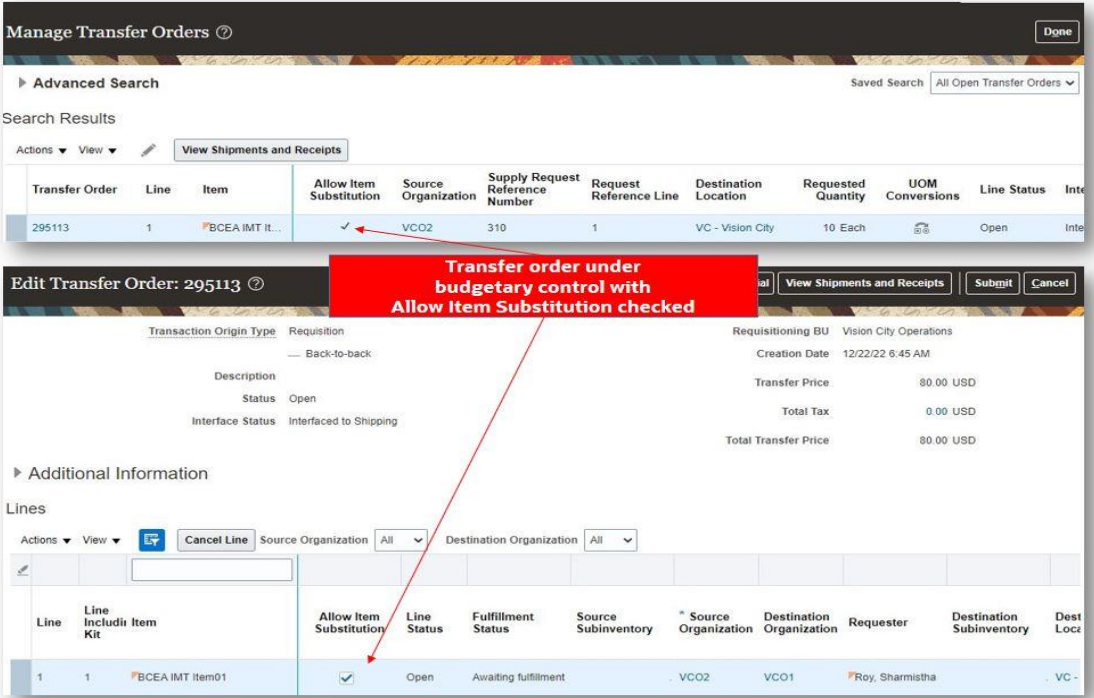 Manage Transfer Orders
Done
Advanced Search
Saved Search All Open Transfer Orders
Search Results
Actions View View Shipments and Receipts
Transfer Order Line Item Allow Item Substitution Source Organization Supply Request Reference Number Request Reference Line Destination Location Requested Quantity UOM Conversions Line Status Inte
295113 1 BCEA IMT It... VCO2 310 1 VC - Vision City 10 Each Open Inte
Transfer order under
budgetary control with
Allow Item Substitution checked
Edit Transfer Order: 295113
ial View Shipments and Receipts Submit Cancel
Transaction Origin Type Requisition Requisitioning BU Vision City Operations
Back-to-back Creation Date 12/22/22 6:45 AM
Description Transfer Price 80.00 USD
Status Open
Interface Status Interfaced to Shipping Total Tax 0.00 USD
Total Transfer Price 80.00 USD
Additional Information
Lines
Actions View Cancel Line Source Organization All Destination Organization All
Line Line Includin Kit Item Allow Item Substitution Line Status Fulfillment Status Source Subinventory Source Organization Destination Organization Requester Destination Subinventory Dest Loca
1 1 BCEA IMT Item01 Open Awaiting fulfillment . VCO2 VCO1 Roy, Sharmistha . VC -